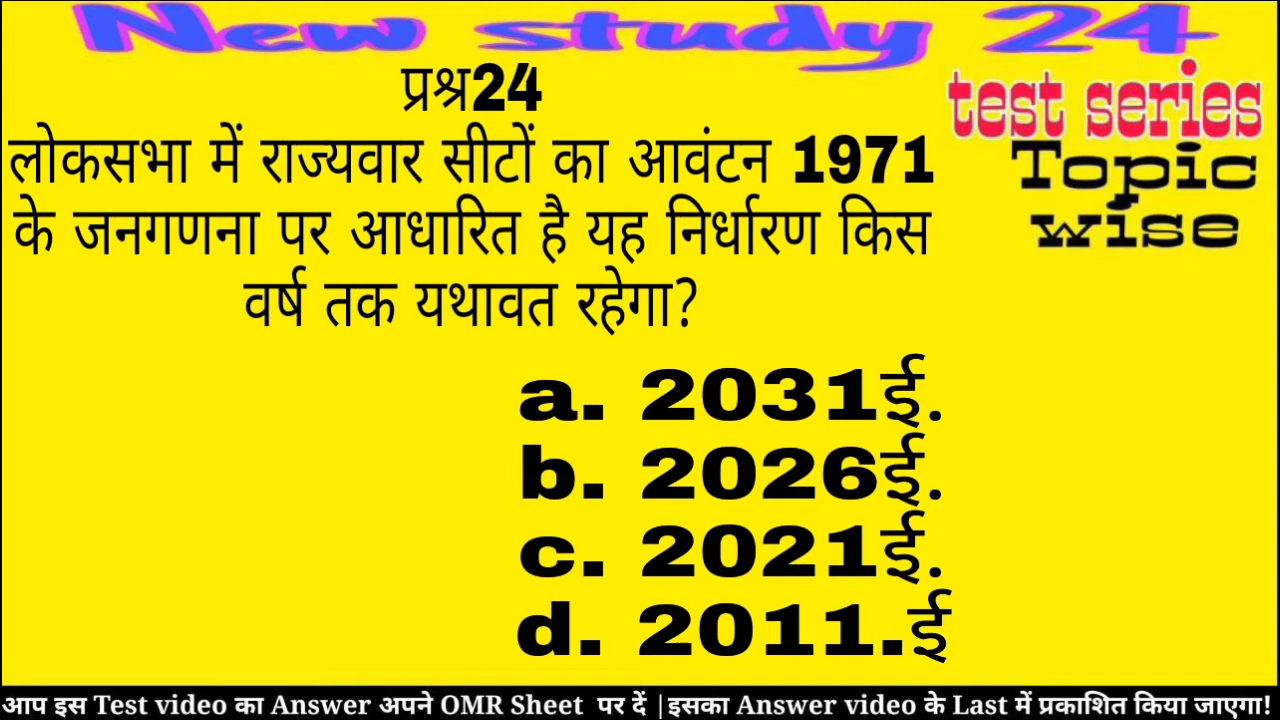 New study 24
test series
Topic
wise
प्रश्न24
लोकसभा में राज्यवार सीटों का आवंटन 1971
के जनगणना पर आधारित है यह निर्धारण किस
वर्ष तक यथावत रहेगा?
a. 2031ई.
b. 2026ई.
c. 2021ई.
d. 2011.ई
आप इस Test video का Answer अपने OMR Sheet पर दें |इसका Answer video के Last में प्रकाशित किया जाएगा!